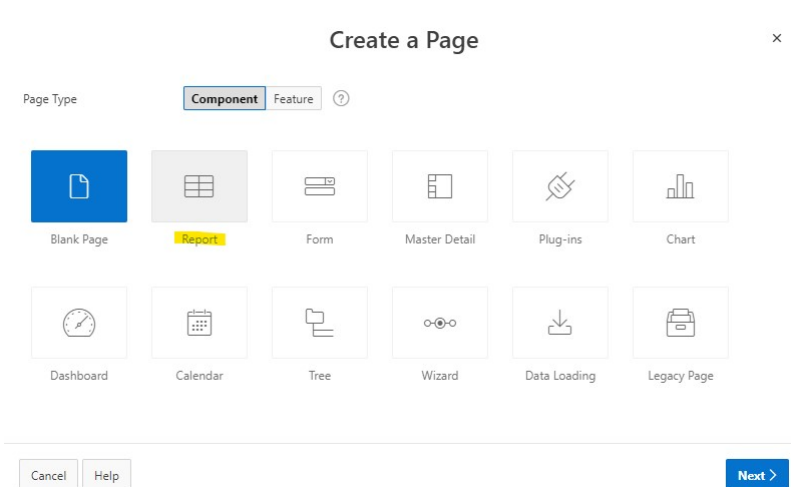 Create a Page
×
Page Type Component Feature ?
Blank Page Report Form Master Detail Plug-ins Chart
Dashboard Calendar Tree Wizard Data Loading Legacy Page
Cancel Help Next >